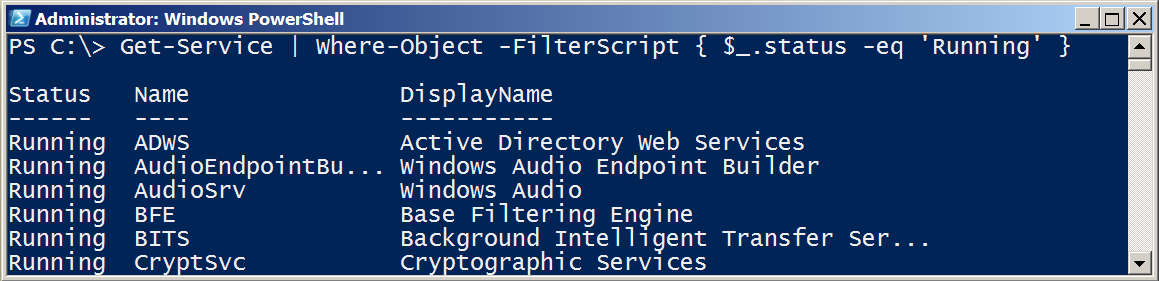 Administrator: Windows PowerShell
PS C:\> Get-Service | Where-Object -FilterScript { $_.status -eq 'Running' }
Status   Name               DisplayName
------   ----               -----------
Running  ADWS               Active Directory Web Services
Running  AudioEndpointBu... Windows Audio Endpoint Builder
Running  AudioSrv           Windows Audio
Running  BFE                Base Filtering Engine
Running  BITS               Background Intelligent Transfer Ser...
Running  CryptSvc           Cryptographic Services